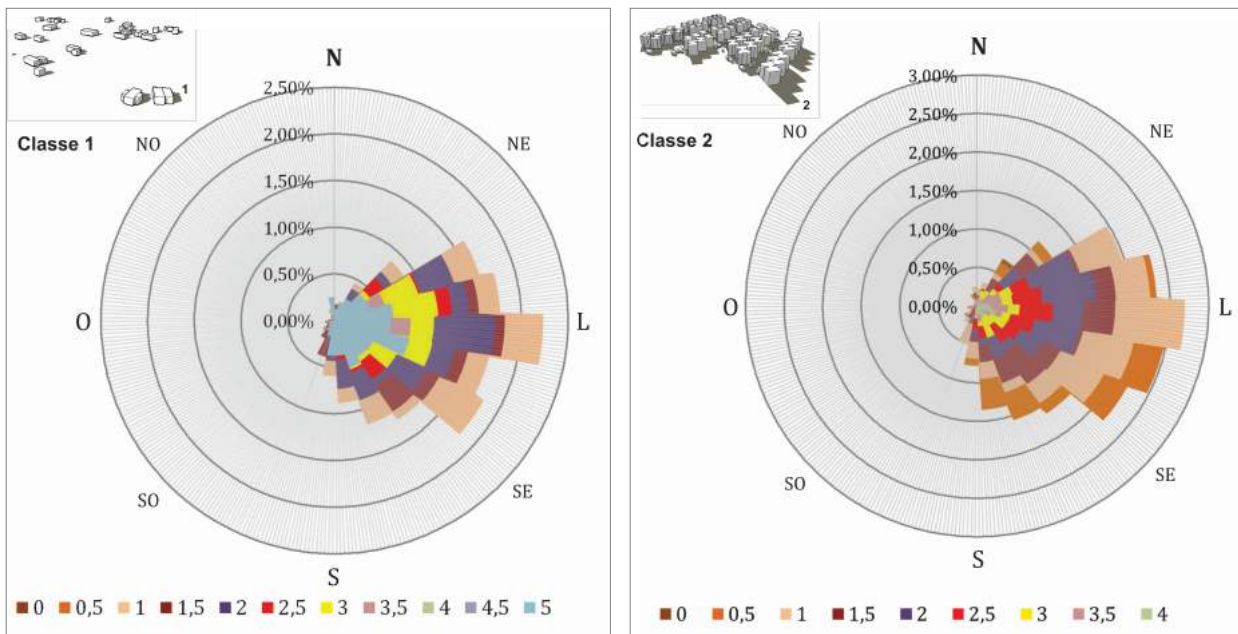 1
Classe 1
N
2,50%
NO
NE
2,00%
1,50%
1,00%
0,50%
O
0,00%
L
SO
SE
S
0 0,5 1 1,5 2 2,5 3 3,5 4 4,5 5
2
Classe 2
N
3,00%
NO
NE
2,50%
2,00%
1,50%
1,00%
0,50%
O
0,00%
L
SO
SE
S
0 0,5 1 1,5 2 2,5 3 3,5 4